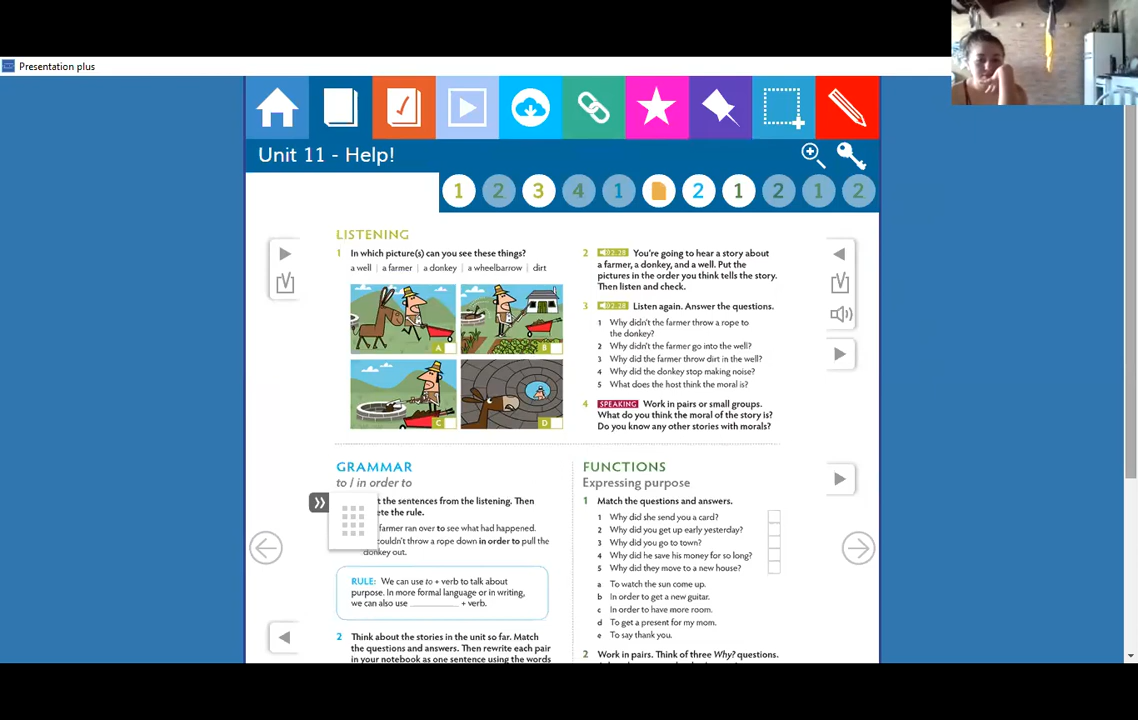 Presentation plus
Unit 11 - Help!
1 2 3 4 1 2 1 2 1 2
LISTENING
1 In which picture(s) can you see these things?
a well | a farmer | a donkey | a wheelbarrow | dirt
A
B
C
D
2 02.28 You're going to hear a story about
a farmer, a donkey, and a well. Put the
pictures in the order you think tells the story.
Then listen and check.
3 02.28 Listen again. Answer the questions.
1 Why didn't the farmer throw a rope to
the donkey?
2 Why didn't the farmer go into the well?
3 Why did the farmer throw dirt in the well?
4 Why did the donkey stop making noise?
5 What does the host think the moral is?
4 SPEAKING Work in pairs or small groups.
What do you think the moral of the story is?
Do you know any other stories with morals?
GRAMMAR
to / in order to
the sentences from the listening. Then
the rule.
farmer ran over to see what had happened.
couldn't throw a rope down in order to pull the
donkey out.
RULE: We can use to + verb to talk about
purpose. In more formal language or in writing,
we can also use ________ + verb.
2 Think about the stories in the unit so far. Match
the questions and answers. Then rewrite each pair
in your notebook as one sentence using the words
FUNCTIONS
Expressing purpose
1 Match the questions and answers.
1 Why did she send you a card?
2 Why did you get up early yesterday?
3 Why did you go to town?
4 Why did he save his money for so long?
5 Why did they move to a new house?
a To watch the sun come up.
b In order to get a new guitar.
c In order to have more room.
d To get a present for my mom.
e To say thank you.
2 Work in pairs. Think of three Why? questions.